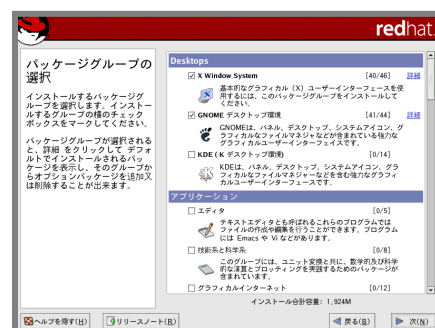 redhat.
パッケージグループの
選択
インストールするパッケージグ
ループを選択します。インストー
ルするグループの横のチェック
ボックスをマークしてください。
パッケージグループが選択される
と、詳細 をクリックして デフォ
ルトでインストールされるパッ
ケージを表示し、そのグループか
らオプションパッケージを追加又
は削除することが出来ます。
Desktops
X Window System [40/46] 詳細
基本的なグラフィカル（X）ユーザーインターフェースを使
用するには、このパッケージグループをインストールして
ください。
GNOME デスクトップ環境 [41/44] 詳細
GNOMEは、パネル、デスクトップ、システムアイコン、グ
ラフィカルなファイルマネジャなどが含まれている強力な
グラフィカルユーザーインターフェースです。
KDE ( K デスクトップ環境) [0/14]
KDEは、パネル、デスクトップ、システムアイコン、グラ
フィカルなファイルマネジャーなどを含む強力なグラフィ
カルユーザーインターフェースです。
アプリケーション
エディタ [0/5]
テキストエディタとも呼ばれるこれらのプログラムでは
ファイルの作成や編集を行うことができます。プログラム
には Emacs や Vi などがあります。
技術系と科学系 [0/8]
このグループには、ユニット変換と共に、数学的及び科学
的な演算とプロッティングを実践するためのパッケージが
含まれています。
グラフィカルインターネット [0/12]
インストール合計容量: 1,924M
ヘルプを隠す(H)
リリースノート(R)
戻る(B)
次(N)